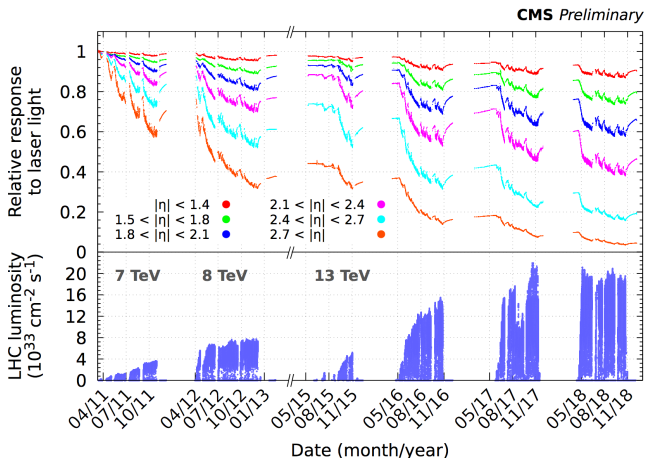 CMS Preliminary
Relative response
to laser light
1
0.8
0.6
0.4
0.2
0
|η| < 1.4
1.5 < |η| < 1.8
1.8 < |η| < 2.1
2.1 < |η| < 2.4
2.4 < |η| < 2.7
2.7 < |η|
LHC luminosity
(10³³ cm⁻² s⁻¹)
20
16
12
8
4
0
7 TeV
8 TeV
13 TeV
04/11
07/11
10/11
04/12
07/12
10/12
01/13
05/15
08/15
11/15
05/16
08/16
11/16
05/17
08/17
11/17
05/18
08/18
11/18
Date (month/year)